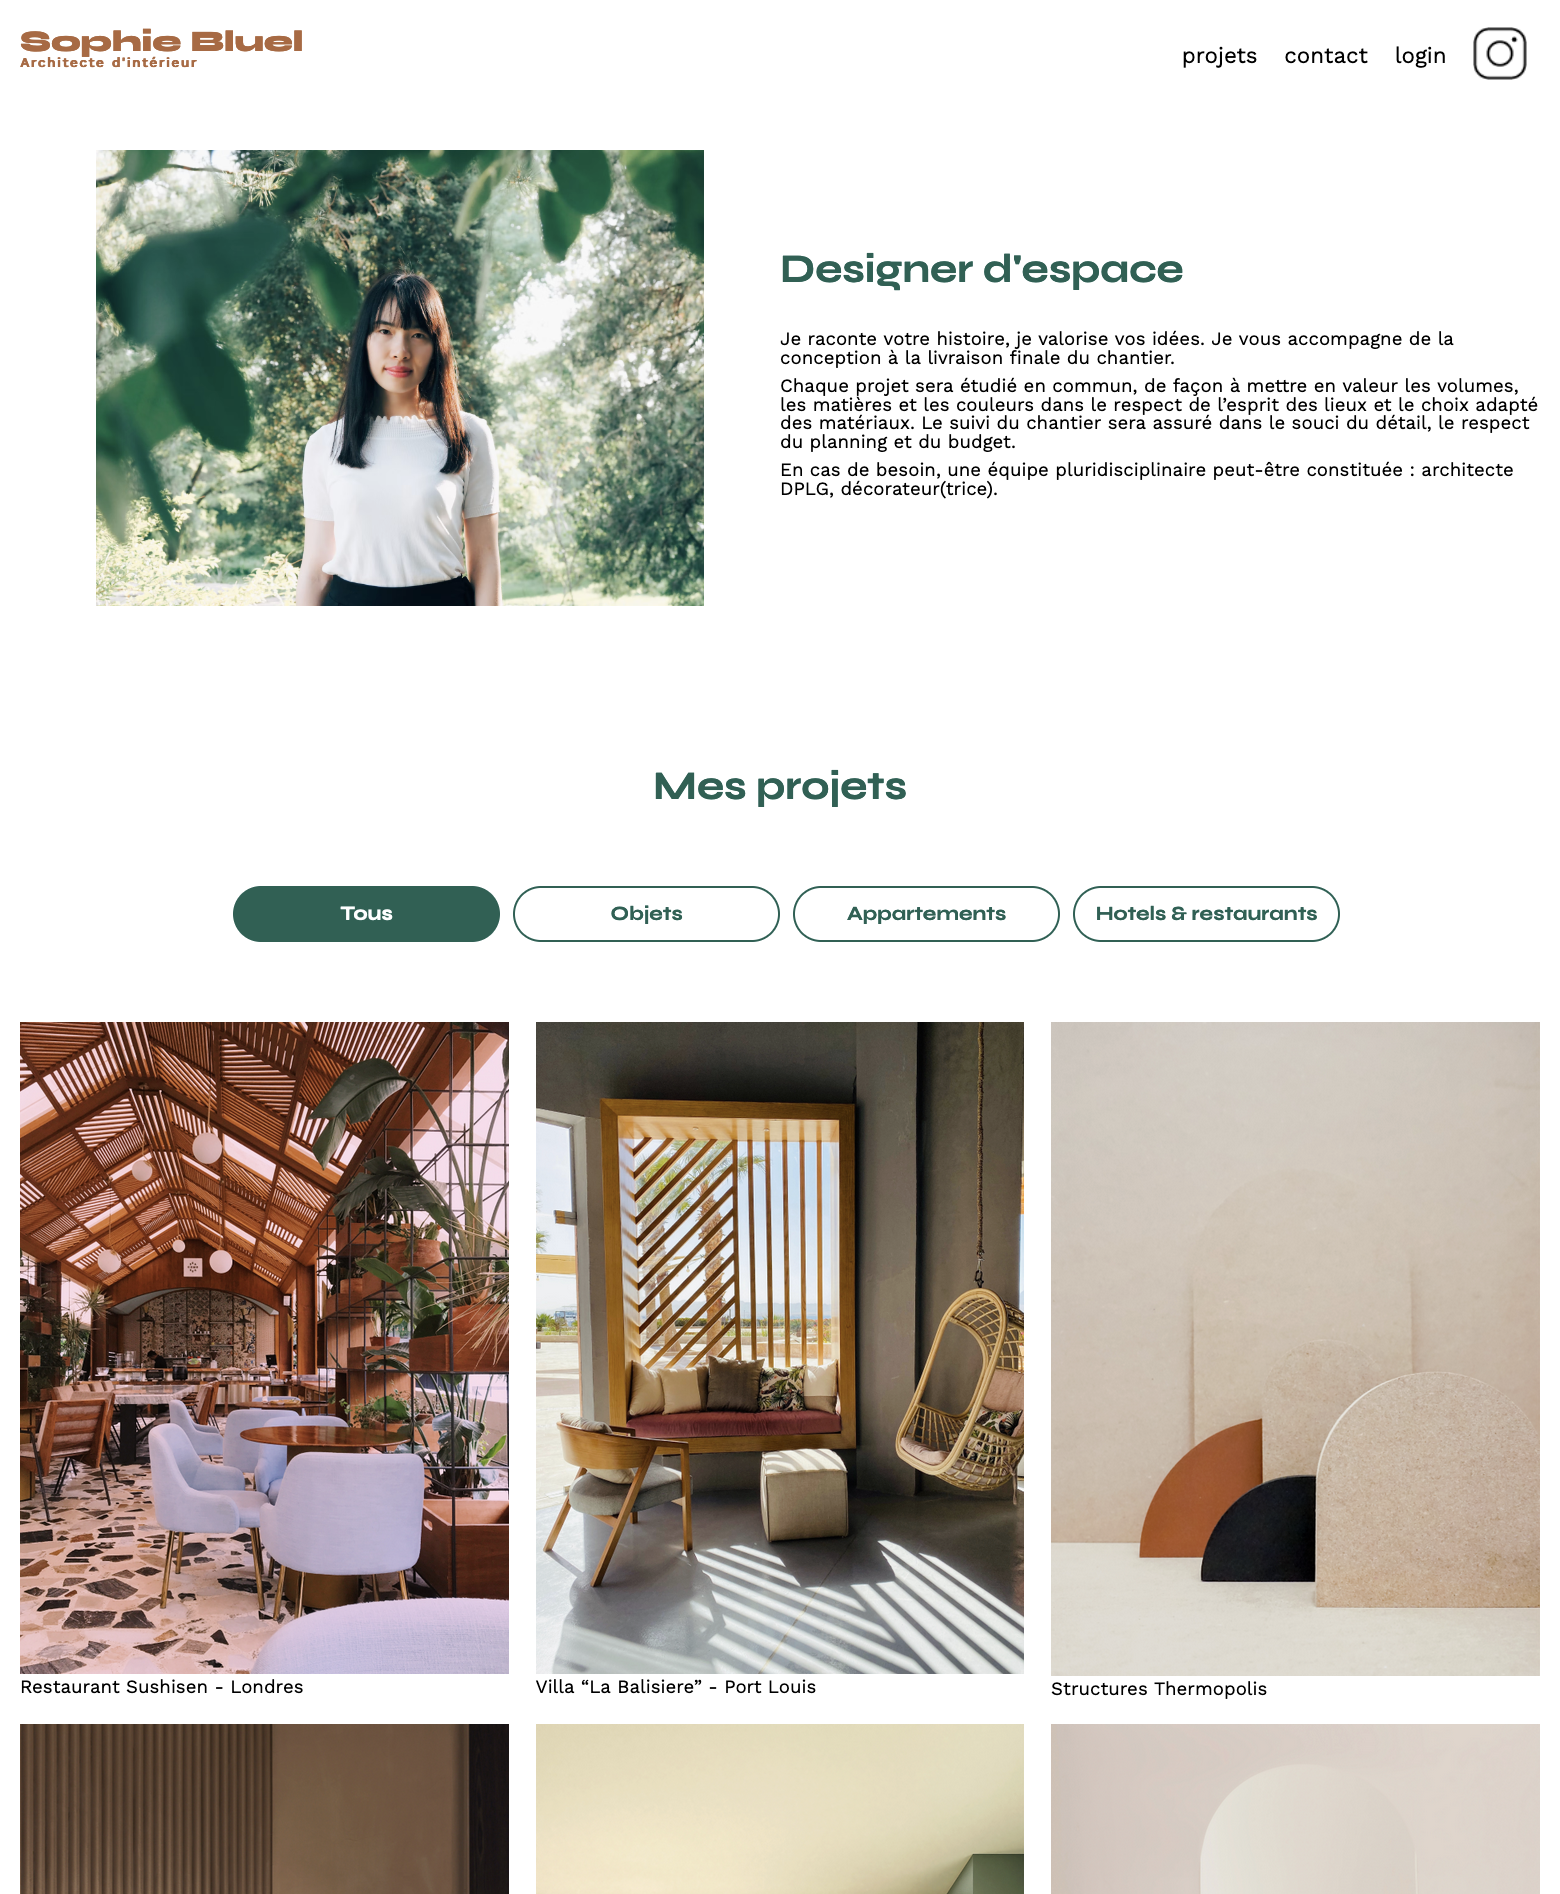 Sophie Bluel
Architecte d'intérieur
projets contact login
Designer d'espace
Je raconte votre histoire, je valorise vos idées. Je vous accompagne de la
conception à la livraison finale du chantier.
Chaque projet sera étudié en commun, de façon à mettre en valeur les volumes,
les matières et les couleurs dans le respect de l’esprit des lieux et le choix adapté
des matériaux. Le suivi du chantier sera assuré dans le souci du détail, le respect
du planning et du budget.
En cas de besoin, une équipe pluridisciplinaire peut-être constituée : architecte
DPLG, décorateur(trice).
Mes projets
Tous Objets Appartements Hotels & restaurants
Restaurant Sushisen - Londres
Villa “La Balisiere” - Port Louis
Structures Thermopolis